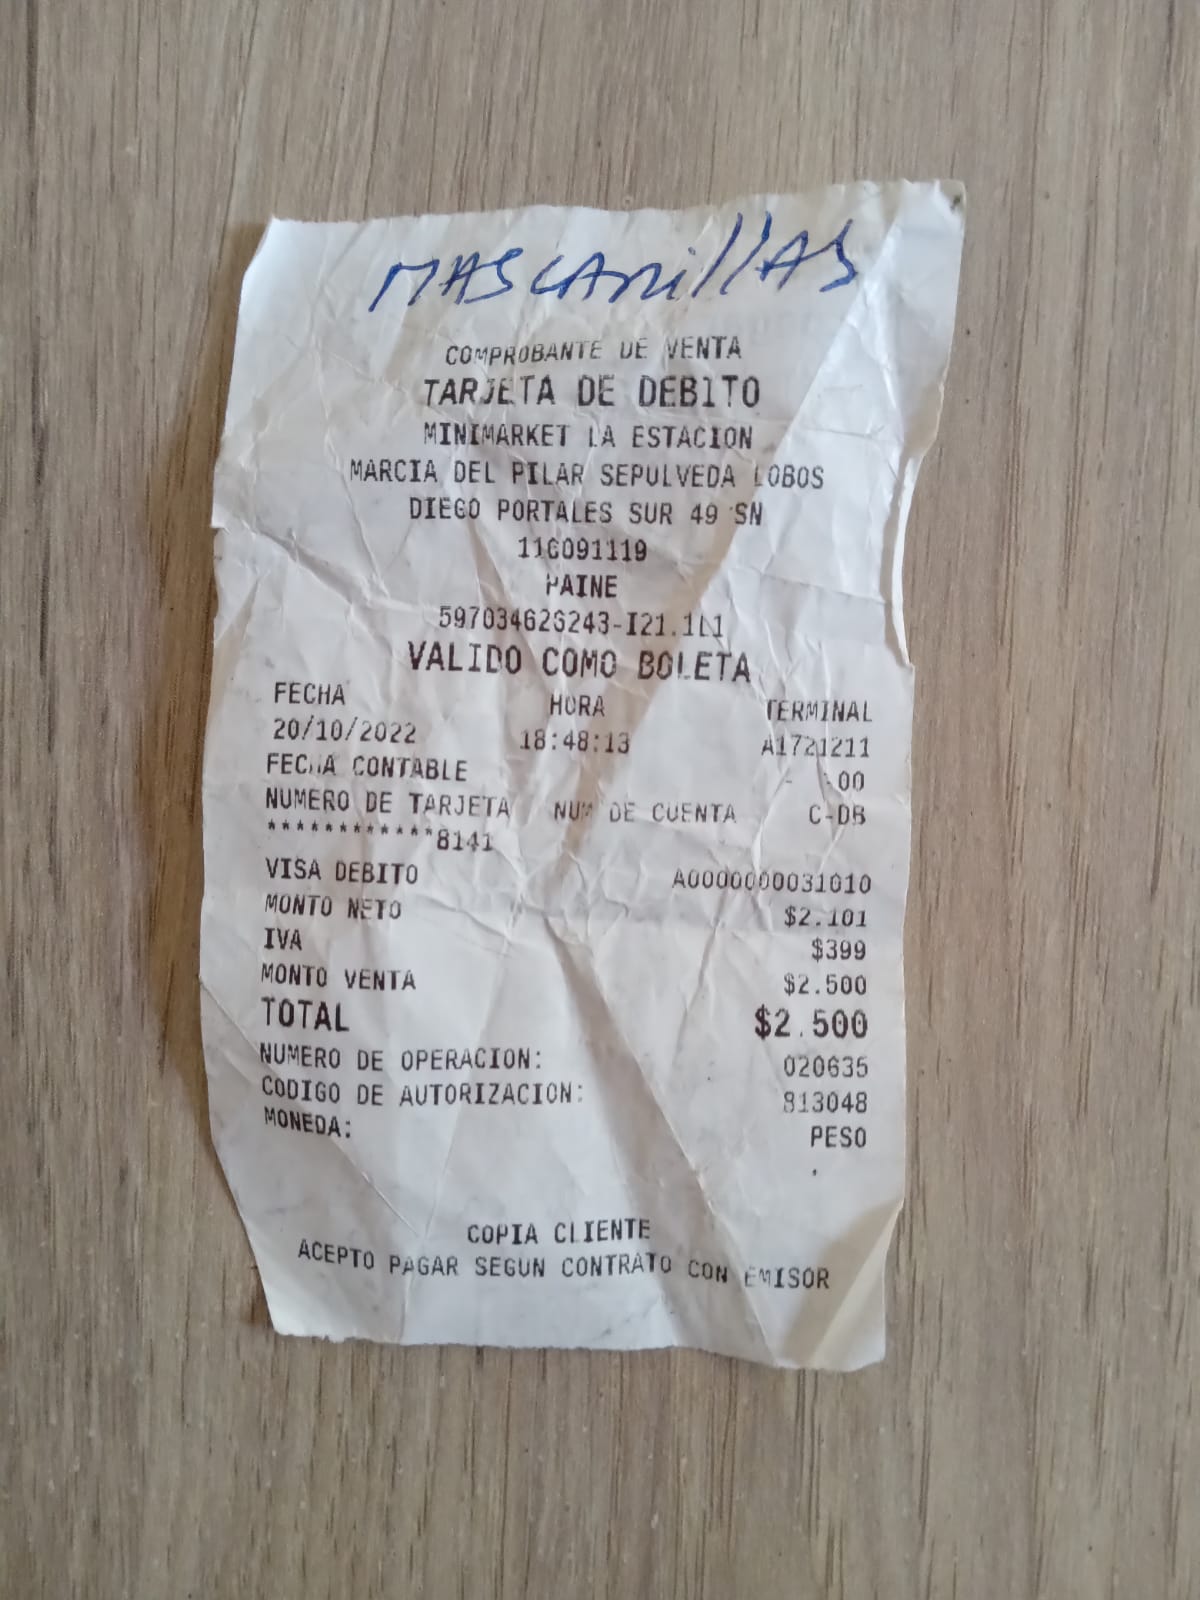 MASCARILLAS
COMPROBANTE DE VENTA
TARJETA DE DEBITO
MINIMARKET LA ESTACION
MARCIA DEL PILAR SEPULVEDA LOBOS
DIEGO PORTALES SUR 49 SN
116091119
PAINE
VALIDO COMO BOLETA
FECHA HORA TERMINAL
20/10/2022 18:48:13 A1721211
FECHA CONTABLE 00
NUMERO DE TARJETA NUM DE CUENTA C-DB
************8141
VISA DEBITO A0000000031010
MONTO NETO $2.101
IVA $399
MONTO VENTA $2.500
TOTAL $2.500
NUMERO DE OPERACION: 020635
CODIGO DE AUTORIZACION: 813048
MONEDA: PESO
COPIA CLIENTE
ACEPTO PAGAR SEGUN CONTRATO CON EMISOR